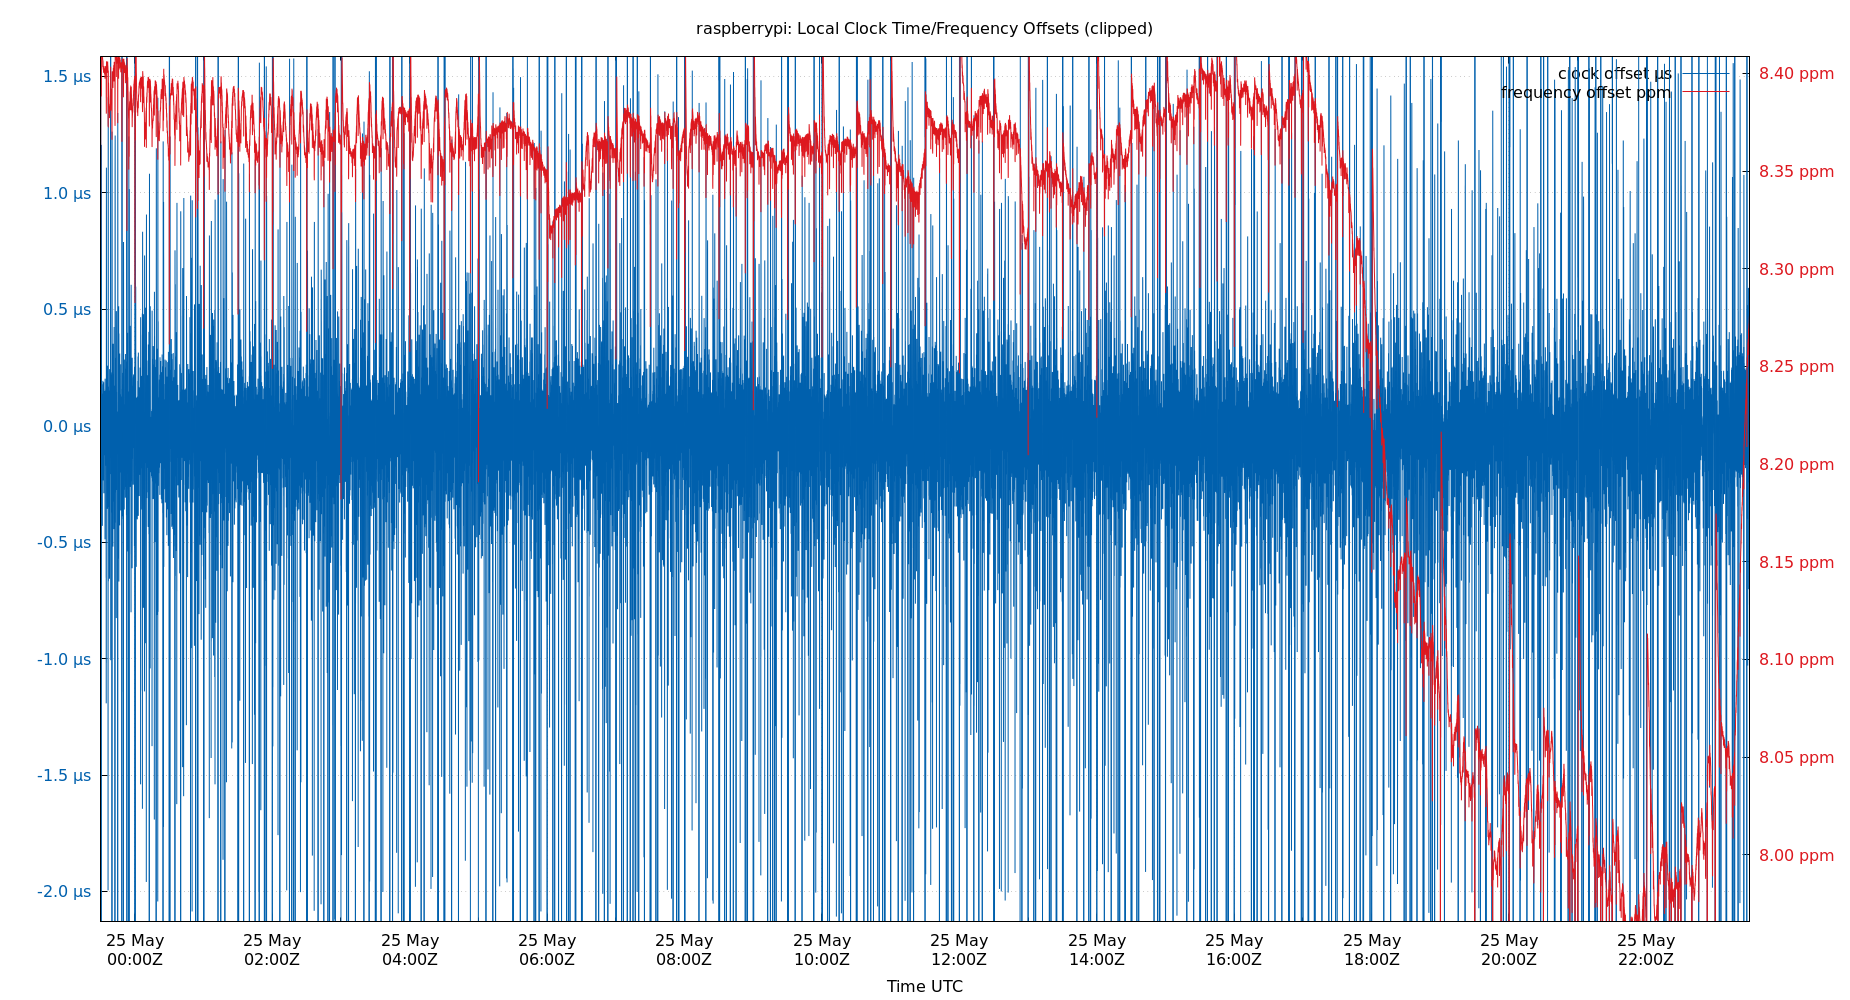 raspberrypi: Local Clock Time/Frequency Offsets (clipped)
clock offset µs
frequency offset ppm
1.5 µs
1.0 µs
0.5 µs
0.0 µs
-0.5 µs
-1.0 µs
-1.5 µs
-2.0 µs
8.40 ppm
8.35 ppm
8.30 ppm
8.25 ppm
8.20 ppm
8.15 ppm
8.10 ppm
8.05 ppm
8.00 ppm
25 May 25 May 25 May 25 May 25 May 25 May 25 May 25 May 25 May 25 May 25 May 25 May
00:00Z 02:00Z 04:00Z 06:00Z 08:00Z 10:00Z 12:00Z 14:00Z 16:00Z 18:00Z 20:00Z 22:00Z
Time UTC